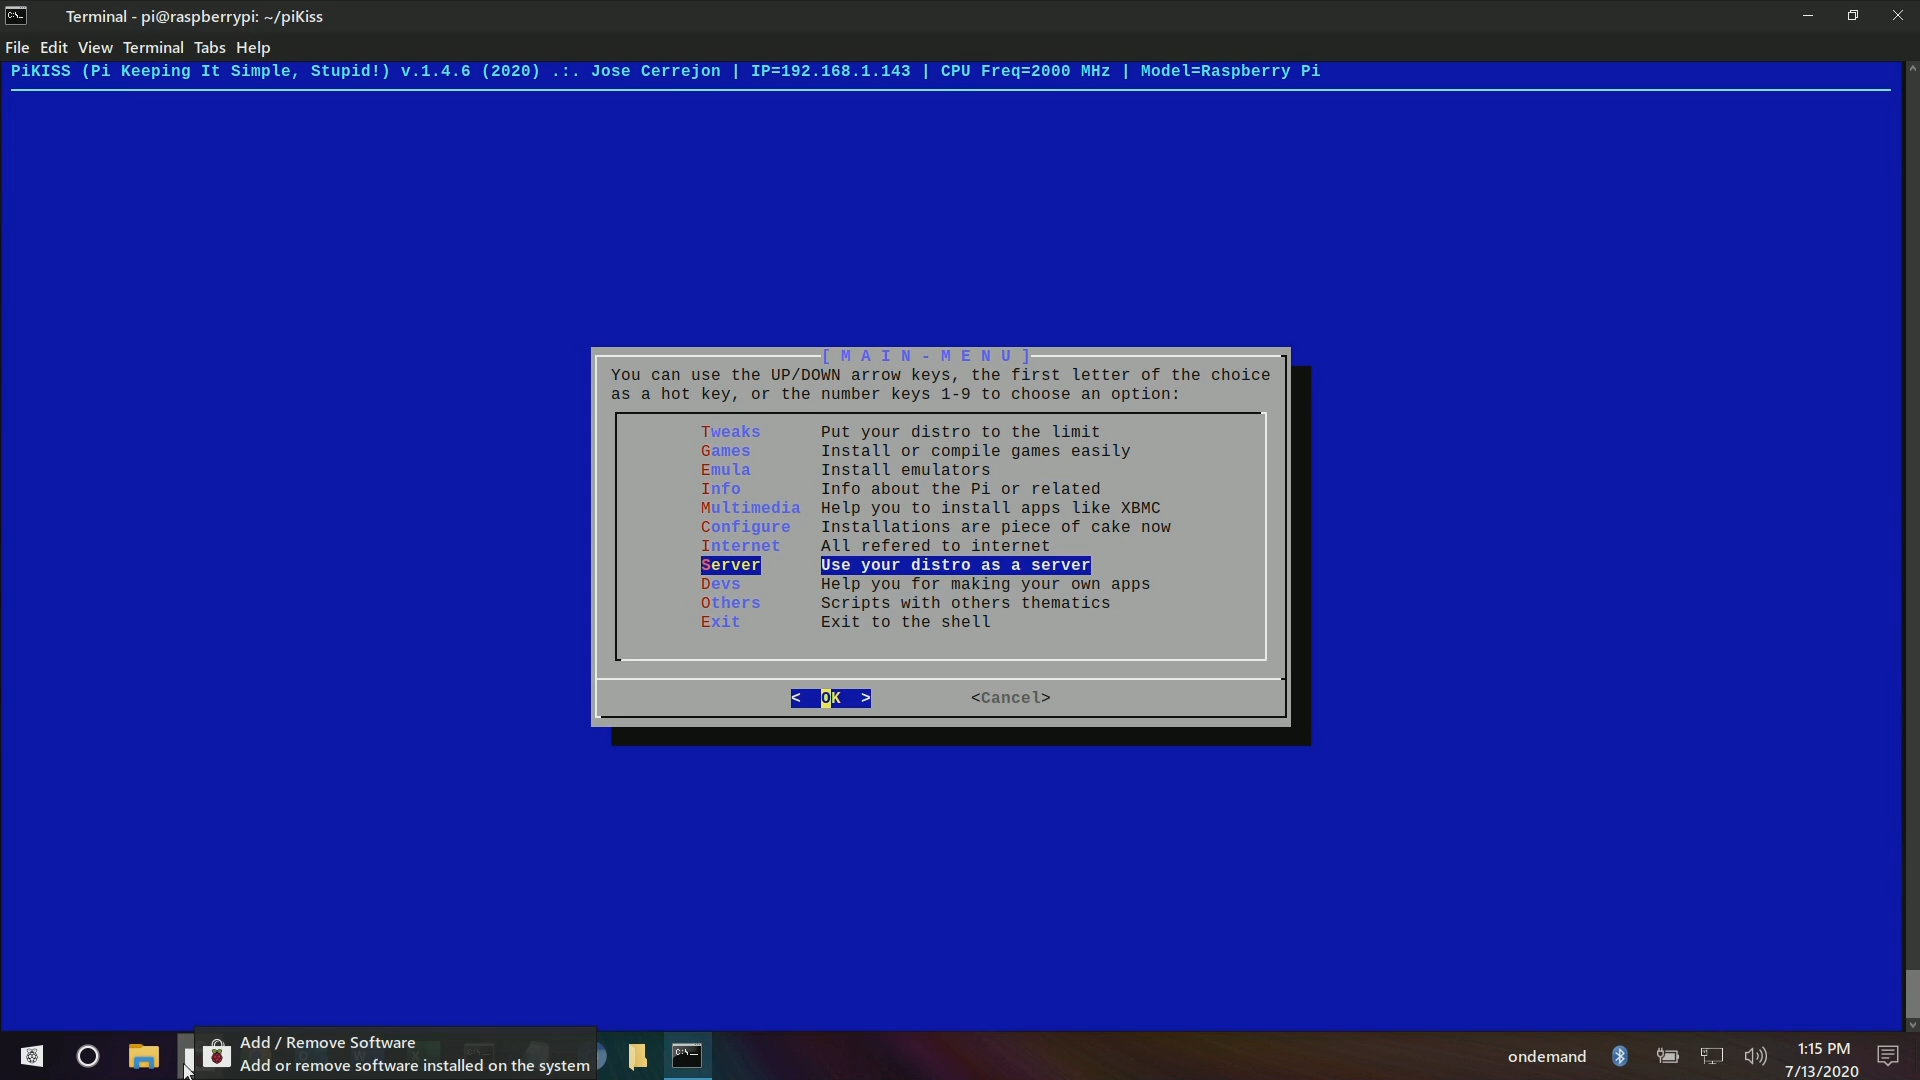 Terminal - pi@raspberrypi: ~/piKiss
File Edit View Terminal Tabs Help
PiKISS (Pi Keeping It Simple, Stupid!) v.1.4.6 (2020) .:. Jose Cerrejon | IP=192.168.1.143 | CPU Freq=2000 MHz | Model=Raspberry Pi
[ M A I N - M E N U ]
You can use the UP/DOWN arrow keys, the first letter of the choice
as a hot key, or the number keys 1-9 to choose an option:
Tweaks Put your distro to the limit
Games Install or compile games easily
Emula Install emulators
Info Info about the Pi or related
Multimedia Help you to install apps like XBMC
Configure Installations are piece of cake now
Internet All refered to internet
Server Use your distro as a server
Devs Help you for making your own apps
Others Scripts with others thematics
Exit Exit to the shell
< OK > <Cancel>
Add / Remove Software
Add or remove software installed on the system
ondemand
1:15 PM
7/13/2020